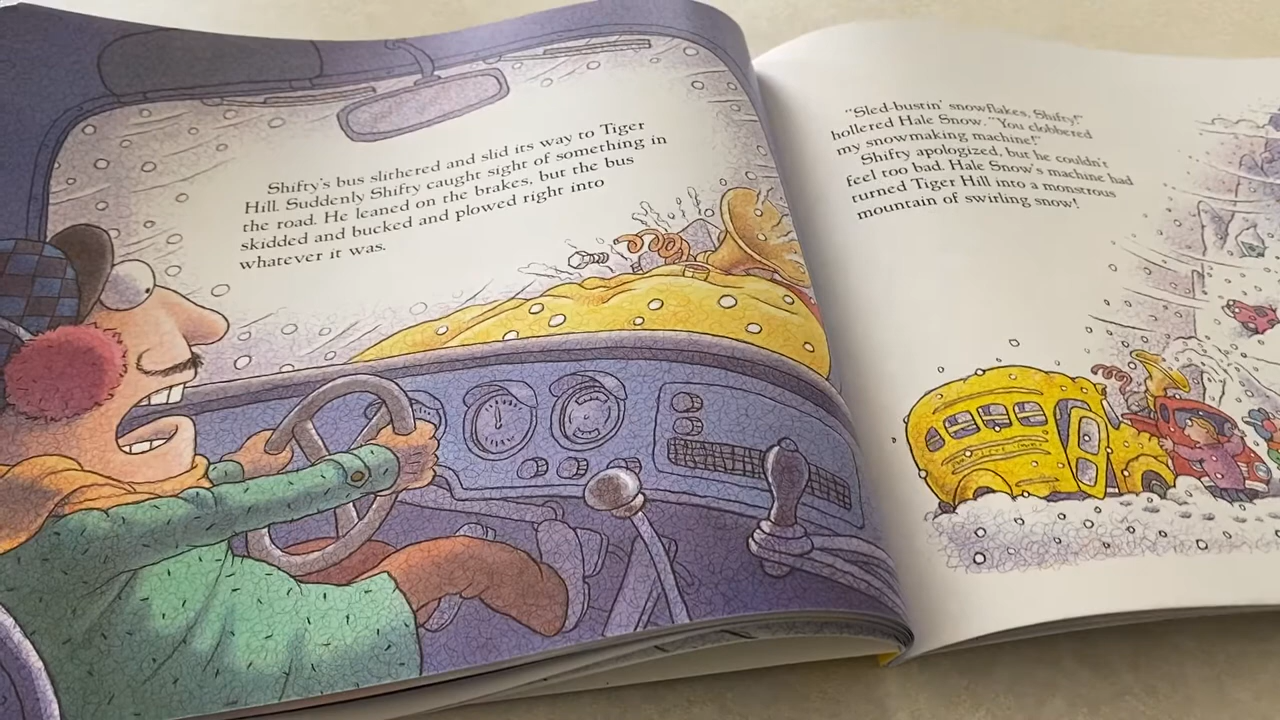 Shifty's bus slithered and slid its way to Tiger
Hill. Suddenly Shifty caught sight of something in
the road. He leaned on the brakes, but the bus
skidded and bucked and plowed right into
whatever it was.
"Sled-bustin' snowflakes, Shifty!"
hollered Hale Snow. "You clobbered
my snowmaking machine!"
Shifty apologized, but he couldn't
feel too bad. Hale Snow's machine had
turned Tiger Hill into a monstrous
mountain of swirling snow!